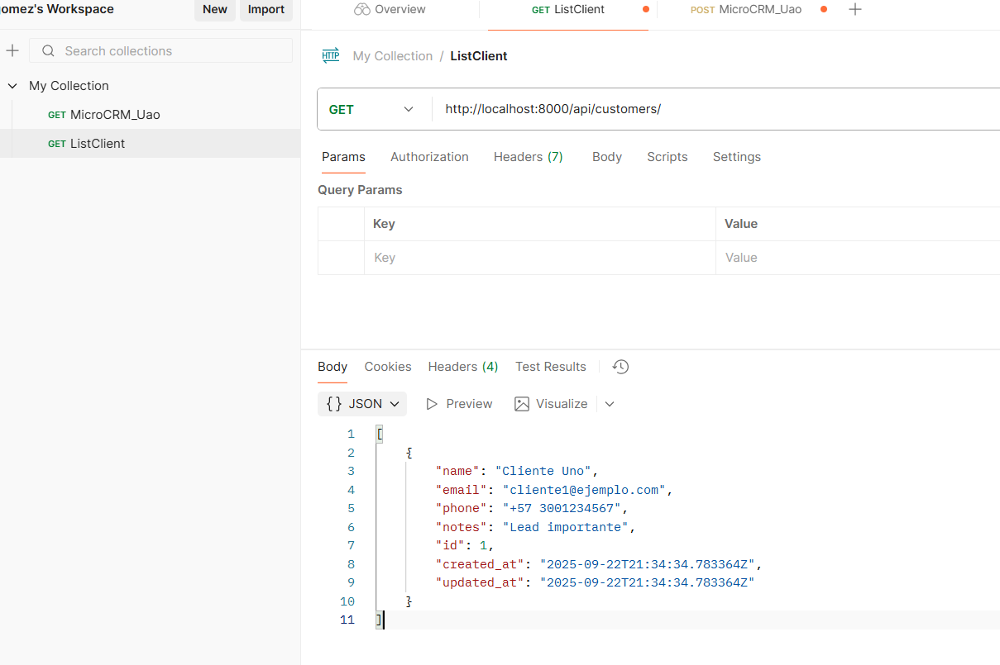 gomez's Workspace New Import
Overview GET ListClient POST MicroCRM_Uao
Search collections
HTTP My Collection / ListClient
My Collection
GET MicroCRM_Uao
GET ListClient
GET http://localhost:8000/api/customers/
Params Authorization Headers (7) Body Scripts Settings
Query Params
Key Value
Key Value
Body Cookies Headers (4) Test Results
{} JSON Preview Visualize
1 [
2 {
3 "name": "Cliente Uno",
4 "email": "cliente1@ejemplo.com",
5 "phone": "+57 3001234567",
6 "notes": "Lead importante",
7 "id": 1,
8 "created_at": "2025-09-22T21:34:34.783364Z",
9 "updated_at": "2025-09-22T21:34:34.783364Z"
10 }
11 ]